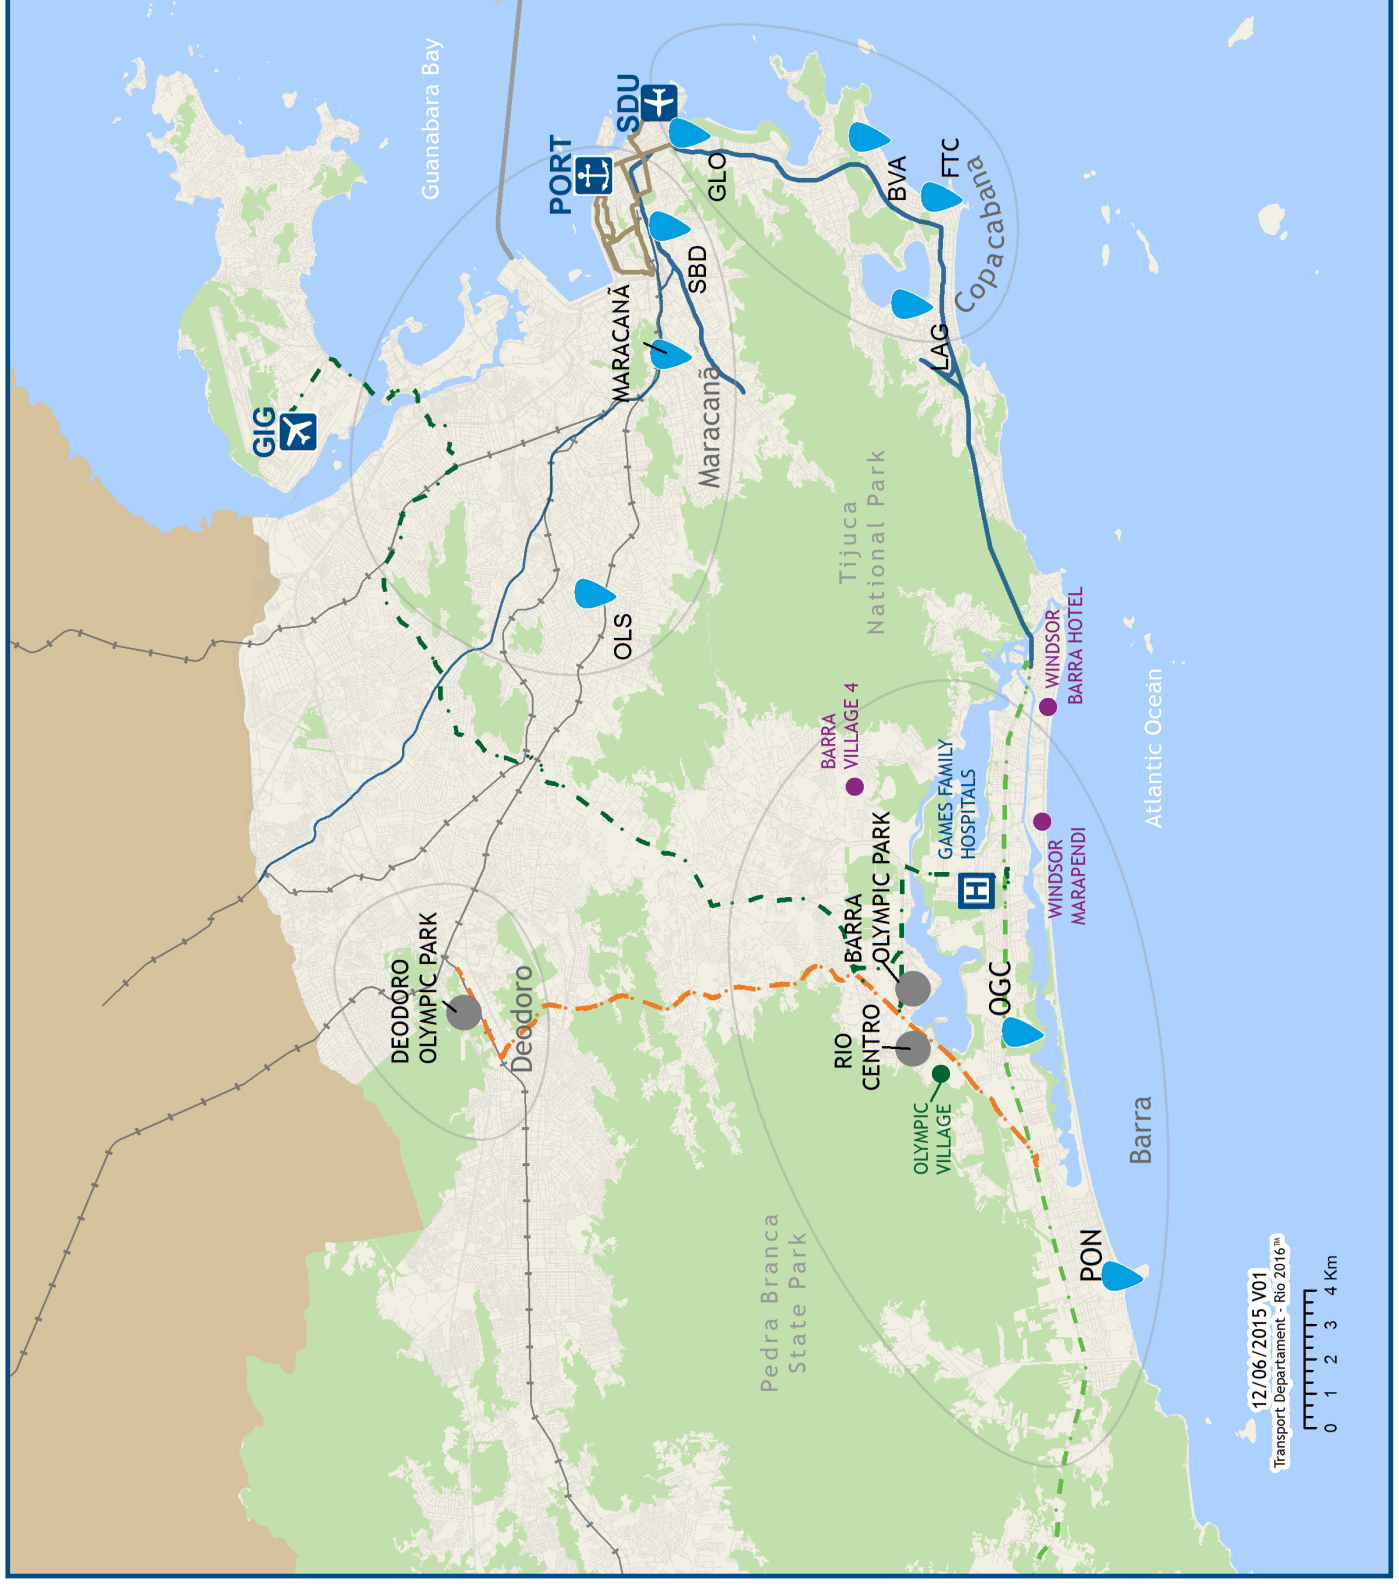 Guanabara Bay
GIG
PORT
SDU
GLO
SBD
MARACANÃ
Maracanã
BVA
FTC
Copacabana
LAG
OLS
Tijuca
National Park
DEODORO
OLYMPIC PARK
Deodoro
BARRA
VILLAGE 4
WINDSOR
BARRA HOTEL
GAMES FAMILY
HOSPITALS
H
WINDSOR
MARAPENDI
BARRA
OLYMPIC PARK
RIO
CENTRO
OLYMPIC
VILLAGE
OGC
PON
Barra
Atlantic Ocean
Pedra Branca
State Park
12/06/2015 V01
Transport Departament - Rio 2016™
0 1 2 3 4 Km